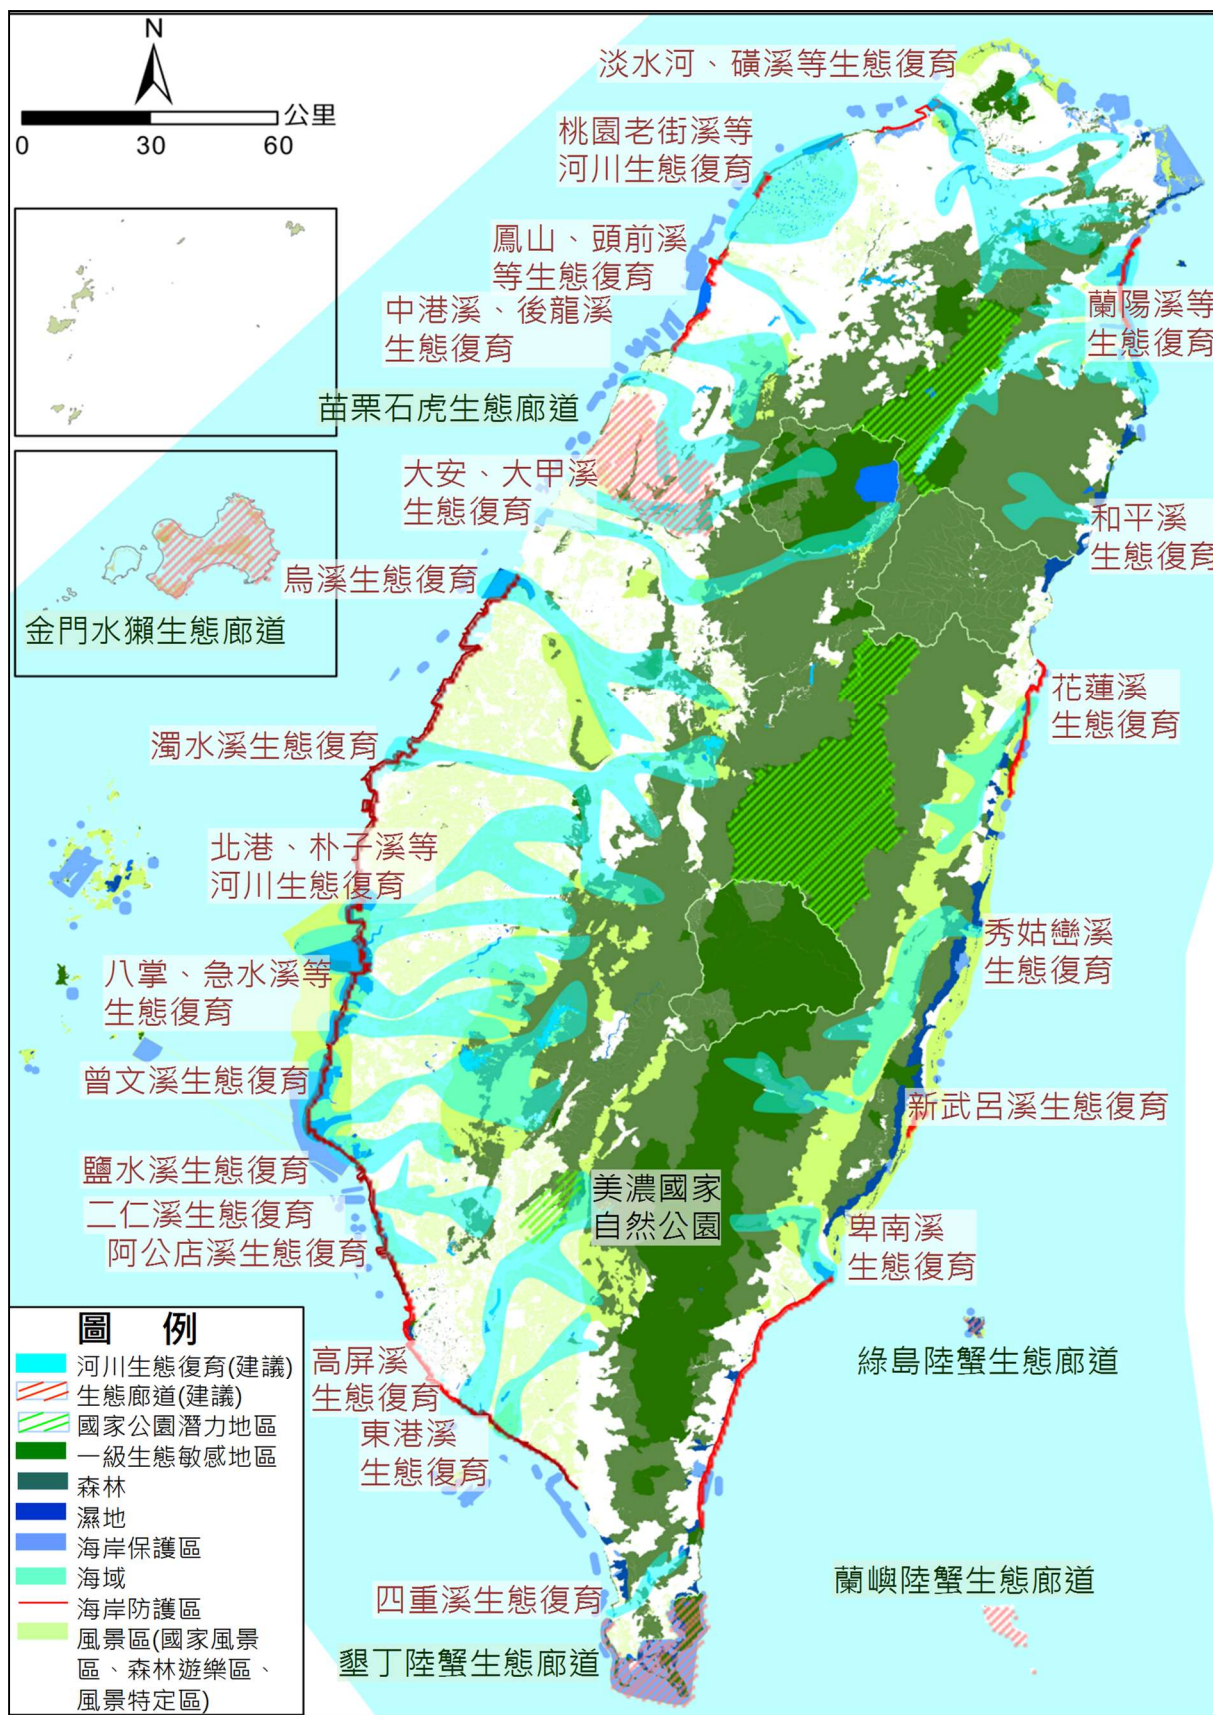 N
公里
0 30 60
淡水河、磺溪等生態復育
桃園老街溪等
河川生態復育
鳳山、頭前溪
等生態復育
中港溪、後龍溪
生態復育
蘭陽溪等
生態復育
苗栗石虎生態廊道
大安、大甲溪
生態復育
和平溪
生態復育
烏溪生態復育
金門水獺生態廊道
花蓮溪
生態復育
濁水溪生態復育
北港、朴子溪等
河川生態復育
秀姑巒溪
生態復育
八掌、急水溪等
生態復育
曾文溪生態復育
新武呂溪生態復育
鹽水溪生態復育
美濃國家
自然公園
二仁溪生態復育
阿公店溪生態復育
卑南溪
生態復育
綠島陸蟹生態廊道
高屏溪
生態復育
東港溪
生態復育
四重溪生態復育
蘭嶼陸蟹生態廊道
墾丁陸蟹生態廊道
圖 例
河川生態復育(建議)
生態廊道(建議)
國家公園潛力地區
一級生態敏感地區
森林
濕地
海岸保護區
海域
海岸防護區
風景區(國家風景
區、森林遊樂區、
風景特定區)